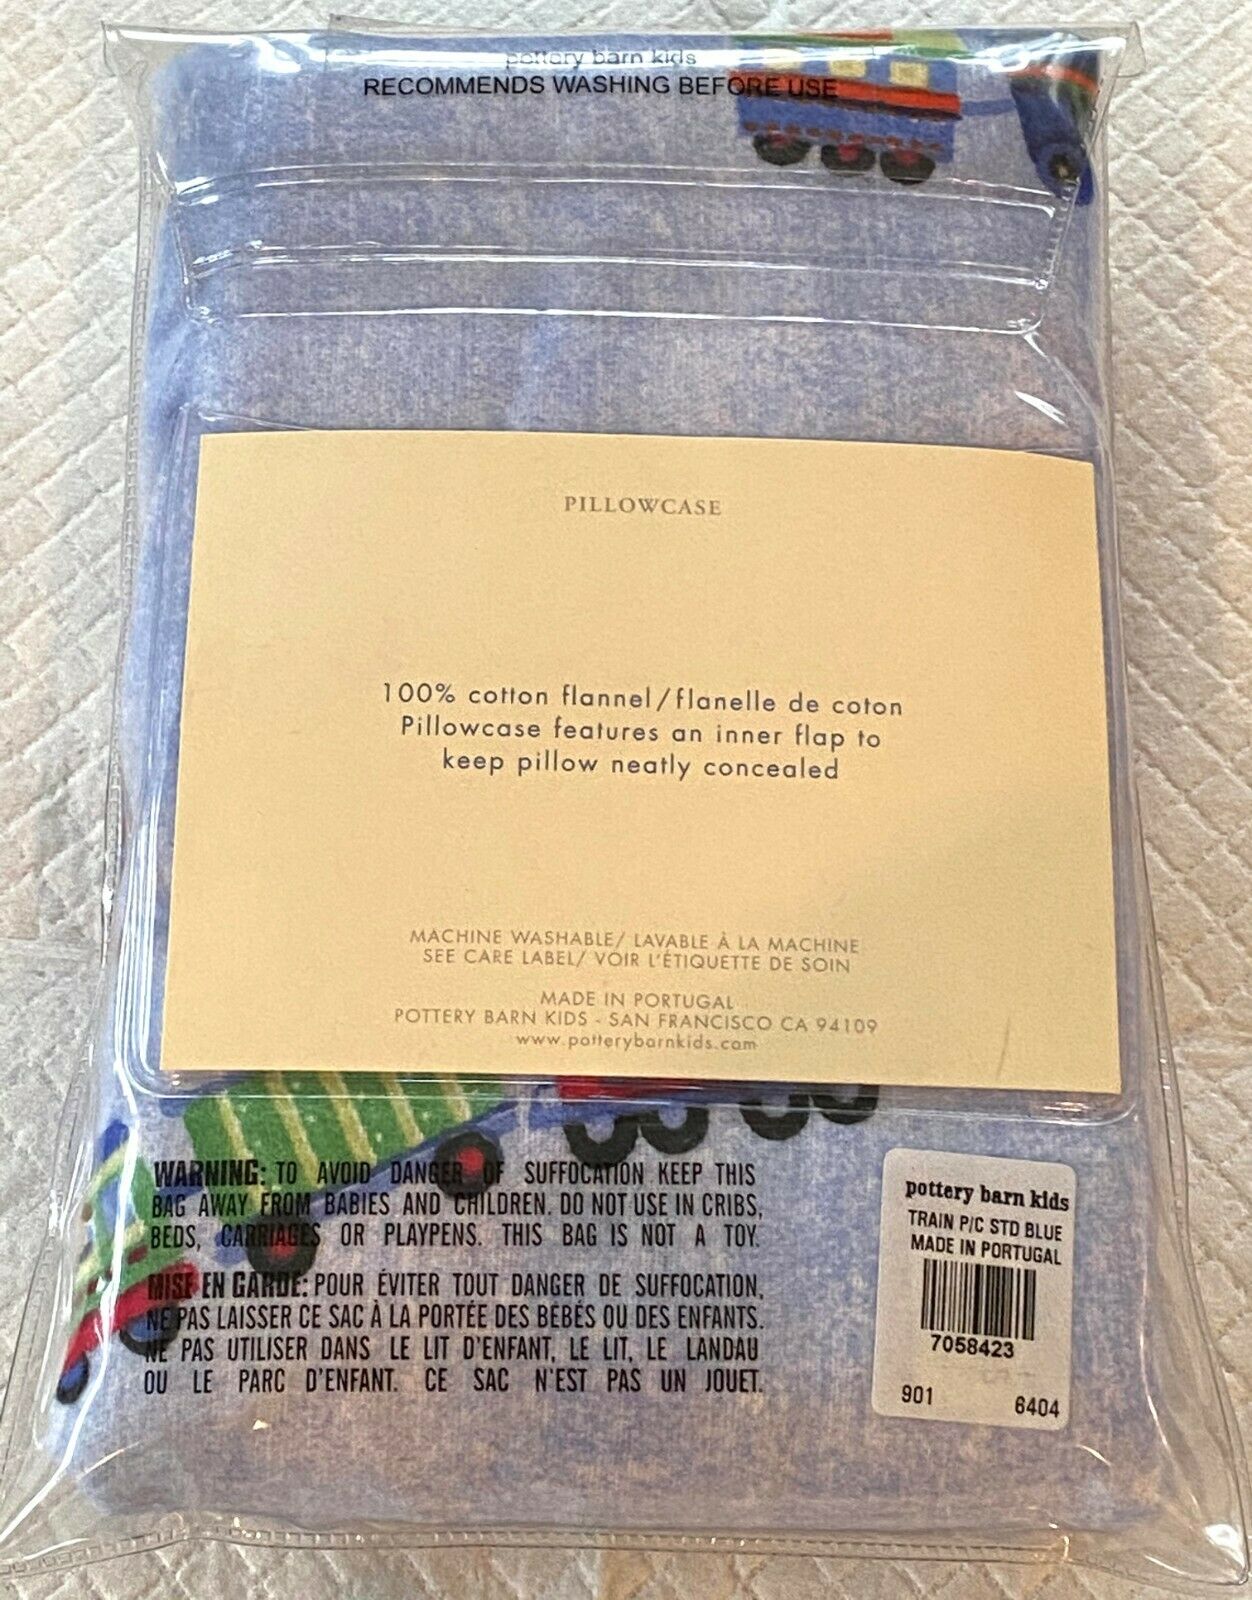 pottery barn kids
RECOMMENDS WASHING BEFORE USE
PILLOWCASE
100% cotton flannel/flanelle de coton
Pillowcase features an inner flap to
keep pillow neatly concealed
MACHINE WASHABLE/ LAVABLE À LA MACHINE
SEE CARE LABEL/ VOIR L'ÉTIQUETTE DE SOIN
MADE IN PORTUGAL
POTTERY BARN KIDS - SAN FRANCISCO CA 94109
www.potterybarnkids.com
WARNING: TO AVOID DANGER OF SUFFOCATION KEEP THIS
BAG AWAY FROM BABIES AND CHILDREN. DO NOT USE IN CRIBS,
BEDS, CARRIAGES OR PLAYPENS. THIS BAG IS NOT A TOY.
MISE EN GARDE: POUR ÉVITER TOUT DANGER DE SUFFOCATION,
NE PAS LAISSER CE SAC À LA PORTÉE DES BÉBÉS OU DES ENFANTS.
NE PAS UTILISER DANS LE LIT D'ENFANT, LE LIT, LE LANDAU
OU LE PARC D'ENFANT. CE SAC N'EST PAS UN JOUET.
pottery barn kids
TRAIN P/C STD BLUE
MADE IN PORTUGAL
7058423
901 6404